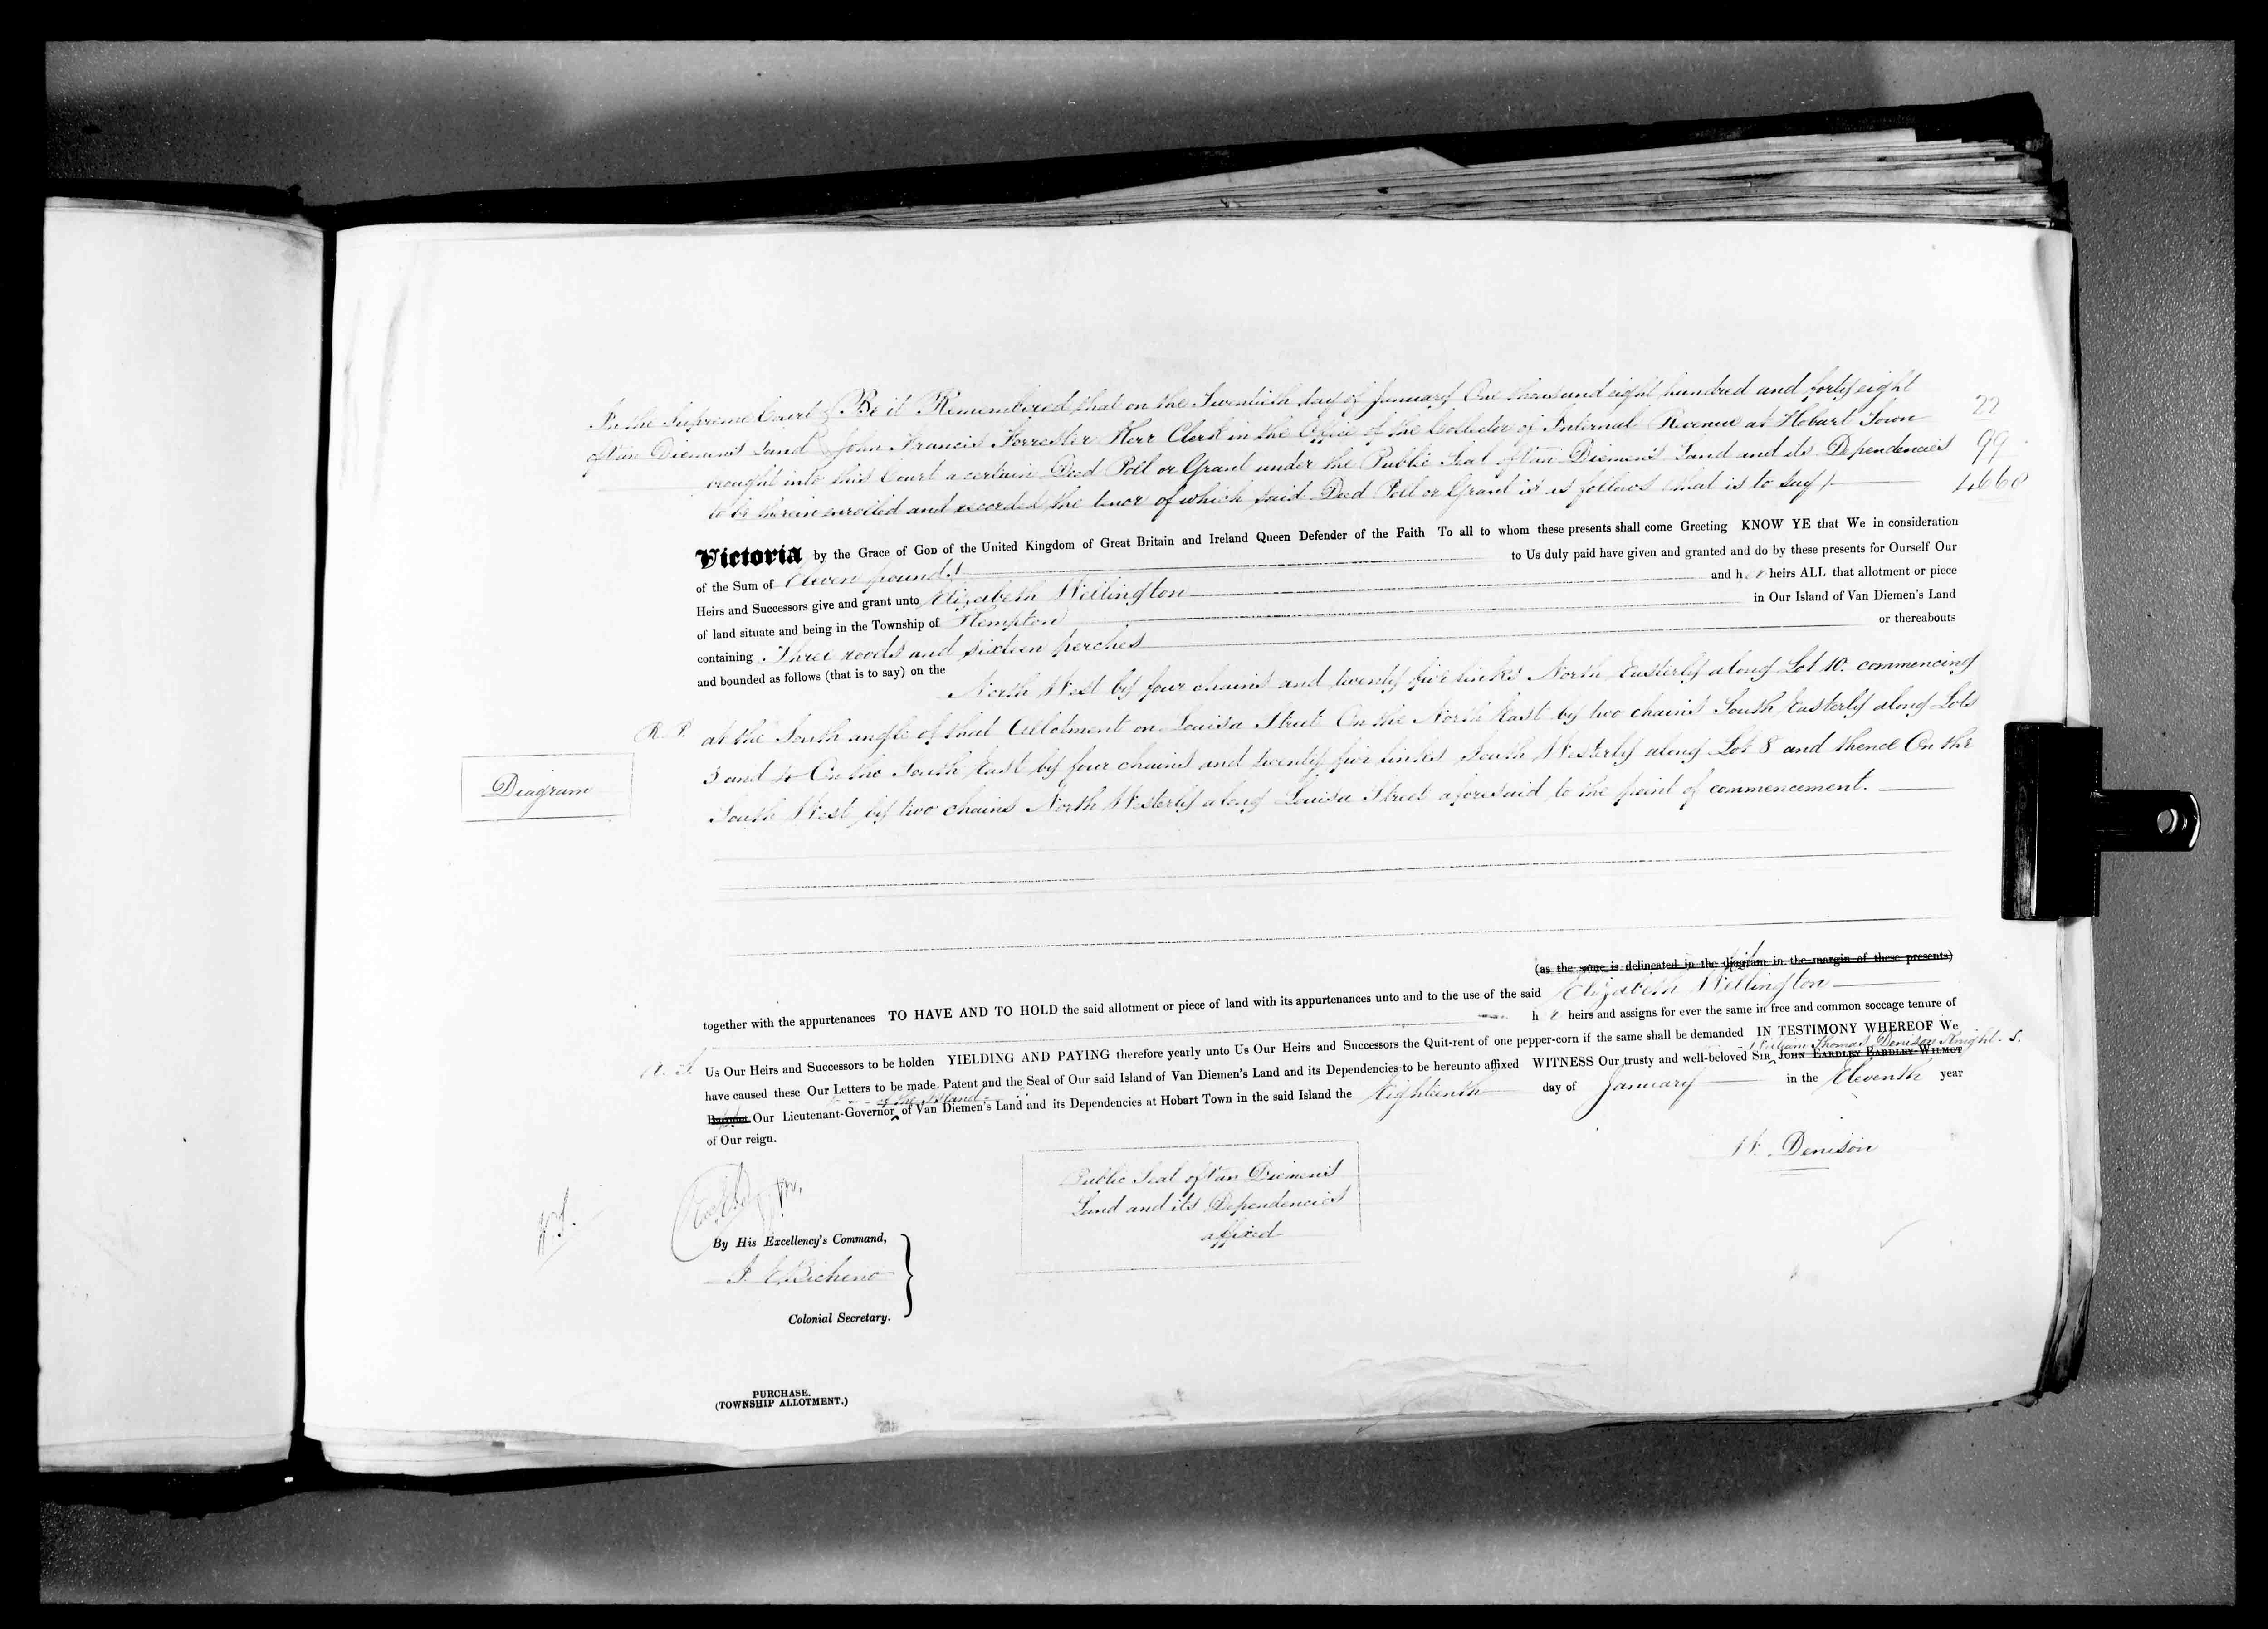 In the Supreme Court } Be it Remembered that on the Twentieth day of January One thousand eight hundred and forty eight 22
of Van Diemen's Land } John Francis Forrester Kerr Clerk in the Office of the Collector of Internal Revenue at Hobart Town
brought into this Court a certain Deed Poll or Grant under the Public Seal of Van Diemen's Land and its Dependencies 99
to be therein enrolled and recorded the tenor of which said Deed Poll or Grant is as follows (that is to say) 4660
Victoria by the Grace of God of the United Kingdom of Great Britain and Ireland Queen Defender of the Faith To all to whom these presents shall come Greeting KNOW YE that We in consideration
of the Sum of Eleven pounds to Us duly paid have given and granted and do by these presents for Ourself Our
Heirs and Successors give and grant unto Elizabeth Wellington and her heirs ALL that allotment or piece
of land situate and being in the Township of Kempton in Our Island of Van Diemen's Land
containing Three roods and sixteen perches or thereabouts
and bounded as follows (that is to say) on the
North West by four chains and twenty five links North Easterly along Lot 10. commencing
R. P. at the South angle of that Allotment on Louisa Street On the North East by two chains South Easterly along Lots
3 and 4 On the South East by four chains and twenty five links South Westerly along Lot 8 and thence On the
Diagram
South West by two chains North Westerly along Louisa Street aforesaid to the point of commencement.
(as the same is delineated in the diagram in the margin of these presents)
together with the appurtenances TO HAVE AND TO HOLD the said allotment or piece of land with its appurtenances unto and to the use of the said Elizabeth Wellington
her heirs and assigns for ever the same in free and common soccage tenure of
Us Our Heirs and Successors to be holden YIELDING AND PAYING therefore yearly unto Us Our Heirs and Successors the Quit-rent of one pepper-corn if the same shall be demanded IN TESTIMONY WHEREOF We
William Thomas Denison Knight
have caused these Our Letters to be made Patent and the Seal of Our said Island of Van Diemen's Land and its Dependencies to be hereunto affixed WITNESS Our trusty and well-beloved SIR JOHN EARDLEY EARDLEY-WILMOT
of the Island
Baronet Our Lieutenant-Governor of Van Diemen's Land and its Dependencies at Hobart Town in the said Island the Eighteenth day of January in the Eleventh year
of Our reign.
W. Denison
Public Seal of Van Diemen's
Land and its Dependencies
affixed
By His Excellency's Command,
J. E. Bicheno
Colonial Secretary.
PURCHASE.
(TOWNSHIP ALLOTMENT.)